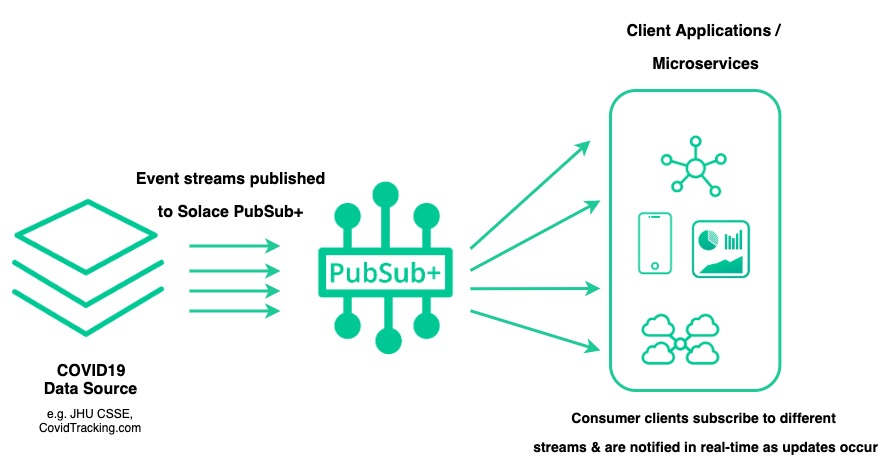 Client Applications /
Microservices
Event streams published
to Solace PubSub+
PubSub+
COVID19
Data Source
e.g. JHU CSSE,
CovidTracking.com
Consumer clients subscribe to different
streams & are notified in real-time as updates occur